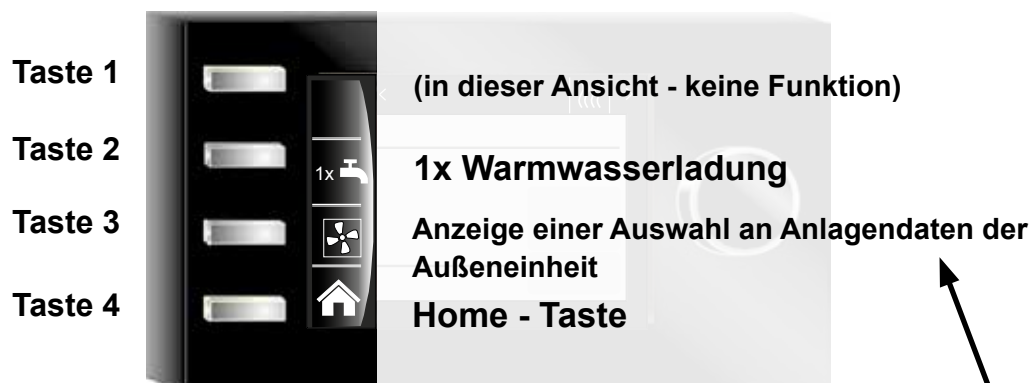 Taste 1
(in dieser Ansicht - keine Funktion)
Taste 2
1x
1x Warmwasserladung
Taste 3
Anzeige einer Auswahl an Anlagendaten der
Außeneinheit
Taste 4
Home - Taste